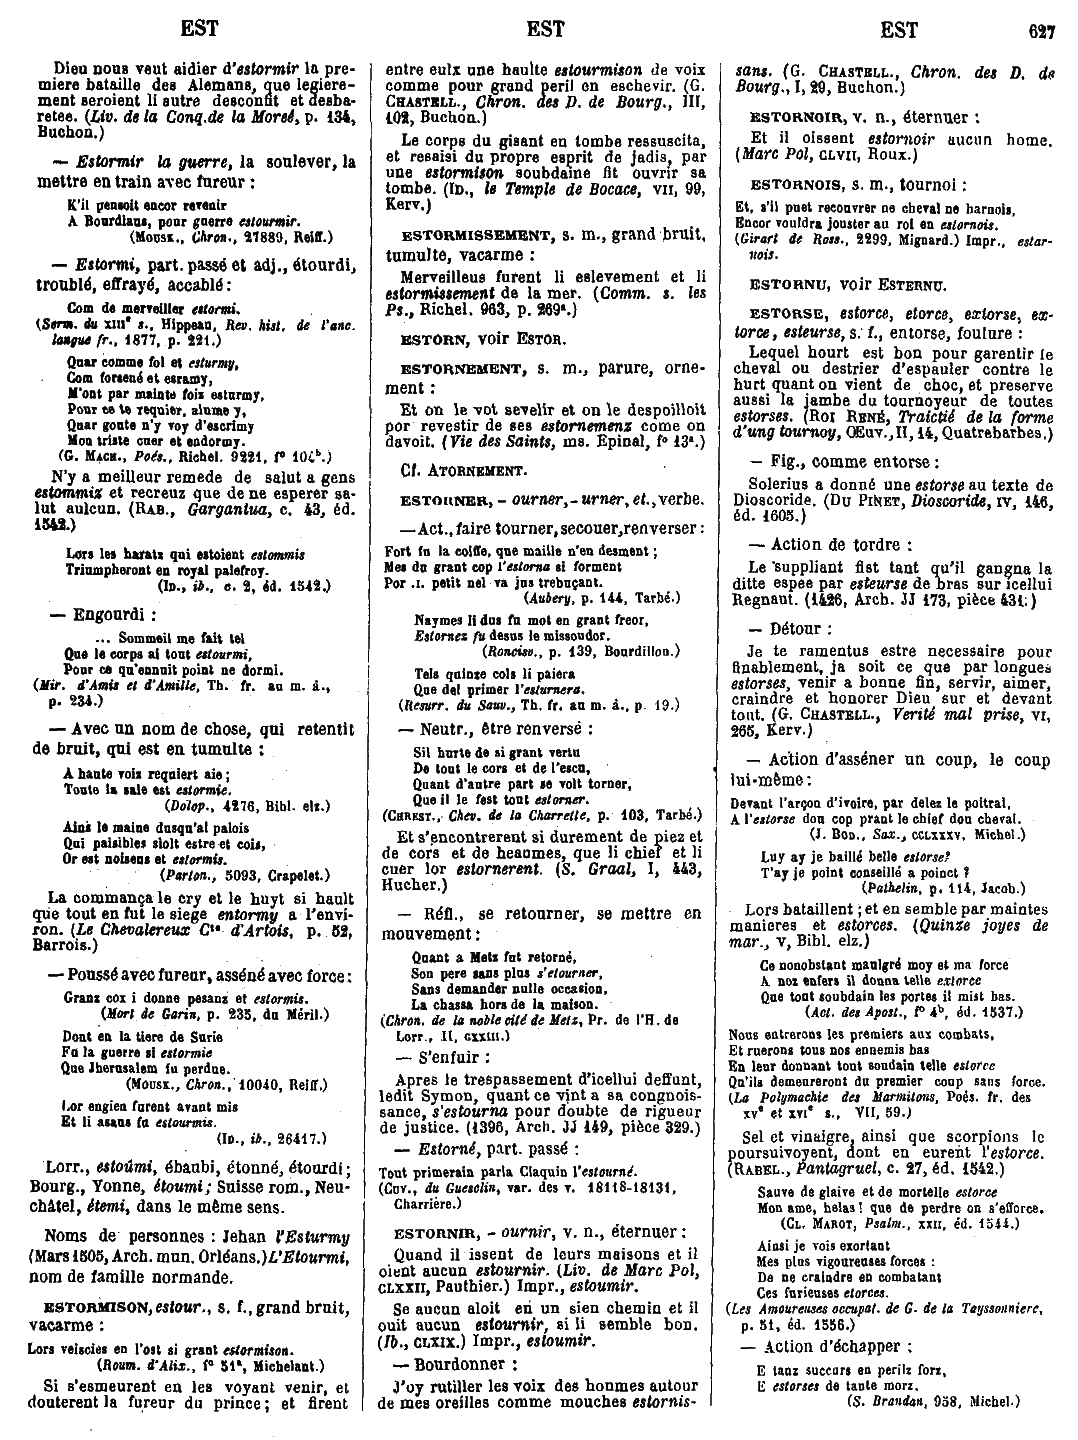 EST
EST
EST
627
Dieu nous veut aidier d'estormir la pre-
miere bataille des Alemans, que legiere-
ment seroient li autre desconfit et desba-
retee. (Liv. de la Conq. de la Moreé, p. 134,
Buchon.)
— Estormir la guerre, la soulever, la
mettre en train avec fureur :
K'il pensoit encor revenir
A Bourdiaus, pour guerre estourmir.
(Mousk., Chron., 27889, Reiff.)
— Estormi, part. passé et adj., étourdi,
troublé, effrayé, accablé :
Com de merveiller estormi.
(Serm. du XIIIe s., Hippeau, Rev. hist. de l'anc.
langue fr., 1877, p. 221.)
Quar comme fol et esturmy,
Com forsené et esramy,
M'ont par mainte foiz esturmy,
Pour ce te requier, alume y,
Quar goute n'y voy d'escrimy
Mon triste cuer et endormy.
(G. Mach., Poés., Richel. 9221, f° 104b.)
N'y a meilleur remede de salut a gens
estommiz et recreuz que de ne esperer sa-
lut aulcun. (Rab., Gargantua, c. 43, éd.
1542.)
Lors les haratz qui estoient estommis
Triumpheront en royal palefroy.
(Id., ib., c. 2, éd. 1542.)
— Engourdi :
... Sommeil me fait tel
Que le corps ai tout estourmi,
Pour ce qu'ennuit point ne dormi.
(Mir. d'Amis et d'Amille, Th. fr. au m. â.,
p. 234.)
— Avec un nom de chose, qui retentit
de bruit, qui est en tumulte :
A haute voiz requiert aie ;
Toute la sale est estormie.
(Dolop., 4276, Bibl. elz.)
Ains le maine dusqu'al palois
Qui paisibles sioit estre et cois,
Or est noisens et estormis.
(Parton., 5093, Crapelet.)
La commança le cry et le huyt si hault
que tout en fut le siege entormy a l'envi-
ron. (Le Chevalereux Cte d'Artois, p. 52,
Barrois.)
— Poussé avec fureur, asséné avec force :
Granz cox i donne pesanz et estormis.
(Mort de Garin, p. 235, du Méril.)
Dont en la tiere de Surie
Fu la guerre si estormie
Que Jherusalem fu perdue.
(Mousk., Chron., 10040, Reiff.)
Lor engien furent avant mis
Et li asaus fu estourmis.
(Id., ib., 26417.)
Lorr., estoûmi, ébaubi, étonné, étourdi ;
Bourg., Yonne, étoumi ; Suisse rom., Neu-
châtel, étemi, dans le même sens.
Noms de personnes : Jehan l'Esturmy
(Mars 1505, Arch. mun. Orléans.) L'Etourmi,
nom de famille normande.
ESTORMISON, estour., s. f., grand bruit,
vacarme :
Lors veissies en l'ost si grant estormison.
(Roum. d'Alix., f° 51a, Michelant.)
Si s'esmeurent en les voyant venir, et
douterent la fureur du prince ; et firent
entre eulx une haulte estourmison de voix
comme pour grand peril en eschevir. (G.
Chastell., Chron. des D. de Bourg., III,
102, Buchon.)
Le corps du gisant en tombe ressuscita,
et resaisi du propre esprit de jadis, par
une estormison soubdaine fit ouvrir sa
tombe. (Id., le Temple de Bocace, VII, 99,
Kerv.)
ESTORMISSEMENT, s. m., grand bruit,
tumulte, vacarme :
Merveilleus furent li eslevement et li
estormissement de la mer. (Comm. s. les
Ps., Richel. 963, p. 269a.)
ESTORN, voir Estor.
ESTORNEMENT, s. m., parure, orne-
ment :
Et on le vot sevelir et on le despoilloit
por revestir de ses estornemenz come on
davoit. (Vie des Saints, ms. Epinal, f° 13a.)
Cf. Atornement.
ESTORNER, - ourner, - urner, et., verbe.
— Act., faire tourner, secouer, renverser :
Fort fu la coiffe, que maille n'en desment ;
Mes du grant cop l'estorna si forment
Por .I. petit nel va jus trebuçant.
(Aubery, p. 144, Tarbé.)
Naymes li dus fu mot en grant freor,
Estornez fu desus le missoudor.
(Roncisv., p. 139, Bourdillon.)
Tels quinze cols li paiera
Que del primer l'esturnera.
(Resurr. du Sauv., Th. fr. au m. â., p. 19.)
— Neutr., être renversé :
Sil hurte de si grant vertu
De tout le cors et de l'escu,
Quant d'autre part se volt torner,
Que il le fest tout estorner.
(Chrest., Chev. de la Charrette, p. 103, Tarbé.)
Et s'encontrerent si durement de piez et
de cors et de heaumes, que li chief et li
cuer lor estornerent. (S. Graal, I, 443,
Hucher.)
— Réfl., se retourner, se mettre en
mouvement :
Quant a Metz fut retorné,
Son pere sans plus s'etourner,
Sans demander nulle occasion,
La chassa hors de la maison.
(Chron. de la noble cité de Metz, Pr. de l'H. de
Lorr., II, CXXIII.)
— S'enfuir :
Apres le trespassement d'icellui deffunt,
ledit Symon, quant ce vint a sa congnois-
sance, s'estourna pour doubte de rigueur
de justice. (1396, Arch. JJ 149, pièce 329.)
— Estorné, part. passé :
Tout primerain parla Claquin l'estourné.
(Cuv., du Guesclin, var. des v. 18118-18131,
Charrière.)
ESTORNIR, - ournir, v. n., éternuer :
Quand il issent de leurs maisons et il
oient aucun estournir. (Liv. de Marc Pol,
CLXXII, Pauthier.) Impr., estoumir.
Se aucun aloit en un sien chemin et il
ouit aucun estournir, si li semble bon.
(Ib., CLXIX.) Impr., estoumir.
— Bourdonner :
J'oy rutiller les voix des hommes autour
de mes oreilles comme mouches estornis-
sans. (G. Chastell., Chron. des D. de
Bourg., I, 29, Buchon.)
ESTORNOIR, v. n., éternuer :
Et il oissent estornoir aucun home.
(Marc Pol, CLVII, Roux.)
ESTORNOIS, s. m., tournoi :
Et, s'il puet recouvrer ne cheval ne harnois,
Encor vouldra jouster au roi en estornois.
(Girart de Ross., 2299, Mignard.) Impr., estar-
nois.
ESTORNU, voir Esternu.
ESTORSE, estorce, etorce, extorse, ex-
torce, esteurse, s. f., entorse, foulure :
Lequel hourt est bon pour garentir le
cheval ou destrier d'espauter contre le
hurt quant on vient de choc, et preserve
aussi la jambe du tournoyeur de toutes
estorses. (Roi René, Traictié de la forme
d'ung tournoy, Œuv., II, 14, Quatrebarbes.)
— Fig., comme entorse :
Solerius a donné une estorse au texte de
Dioscoride. (Du Pinet, Dioscoride, IV, 146,
éd. 1605.)
— Action de tordre :
Le suppliant fist tant qu'il gangna la
ditte espee par esteurse de bras sur icellui
Regnaut. (1426, Arch. JJ 173, pièce 431.)
— Détour :
Je te ramentus estre necessaire pour
finablement, ja soit ce que par longues
estorses, venir a bonne fin, servir, aimer,
craindre et honorer Dieu sur et devant
tout. (G. Chastell., Verité mal prise, VI,
265, Kerv.)
— Action d'asséner un coup, le coup
lui-même :
Devant l'arçon d'ivoire, par delez le poitral,
A l'estorse dou cop prant le chief dou cheval.
(J. Bod., Sax., CCLXXXV, Michel.)
Luy ay je baillé belle estorse ?
T'ay je point conseillé a poinct ?
(Pathelin, p. 114, Jacob.)
Lors bataillent ; et en semble par maintes
manieres et estorces. (Quinze joyes de
mar., V, Bibl. elz.)
Ce nonobstant maulgré moy et ma force
A noz enfers il donna telle extorce
Que tout soubdain les portes il mist bas.
(Act. des Apost., f° 4b, éd. 1537.)
Nous entrerons les premiers aux combats,
Et ruerons tous nos ennemis bas
En leur donnant tout soudain telle estorce
Qu'ils demeureront du premier coup sans force.
(La Polymachie des Marmitons, Poés. fr. des
XVe et XVIe s., VII, 59.)
Sel et vinaigre, ainsi que scorpions le
poursuivoyent, dont en eurent l'estorce.
(Rabel., Pantagruel, c. 27, éd. 1542.)
Sauve de glaive et de mortelle estorce
Mon ame, helas ! que de perdre on s'efforce.
(Cl. Marot, Psalm., XXII, éd. 1544.)
Ainsi je vois exortant
Mes plus vigoureuses forces :
De ne craindre en combatant
Ces furieuses etorces.
(Les Amoureuses occupat. de G. de la Tayssonniere,
p. 51, éd. 1556.)
— Action d'échapper :
E tanz succurs en perilz forz,
E estorses de tante morz.
(S. Brandan, 958, Michel.)